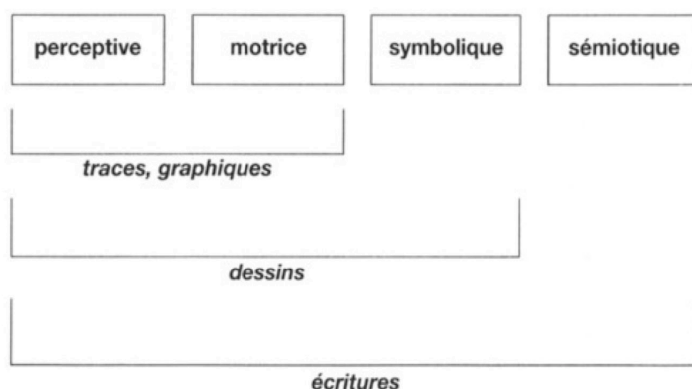 perceptive motrice symbolique sémiotique
traces, graphiques
dessins
écritures